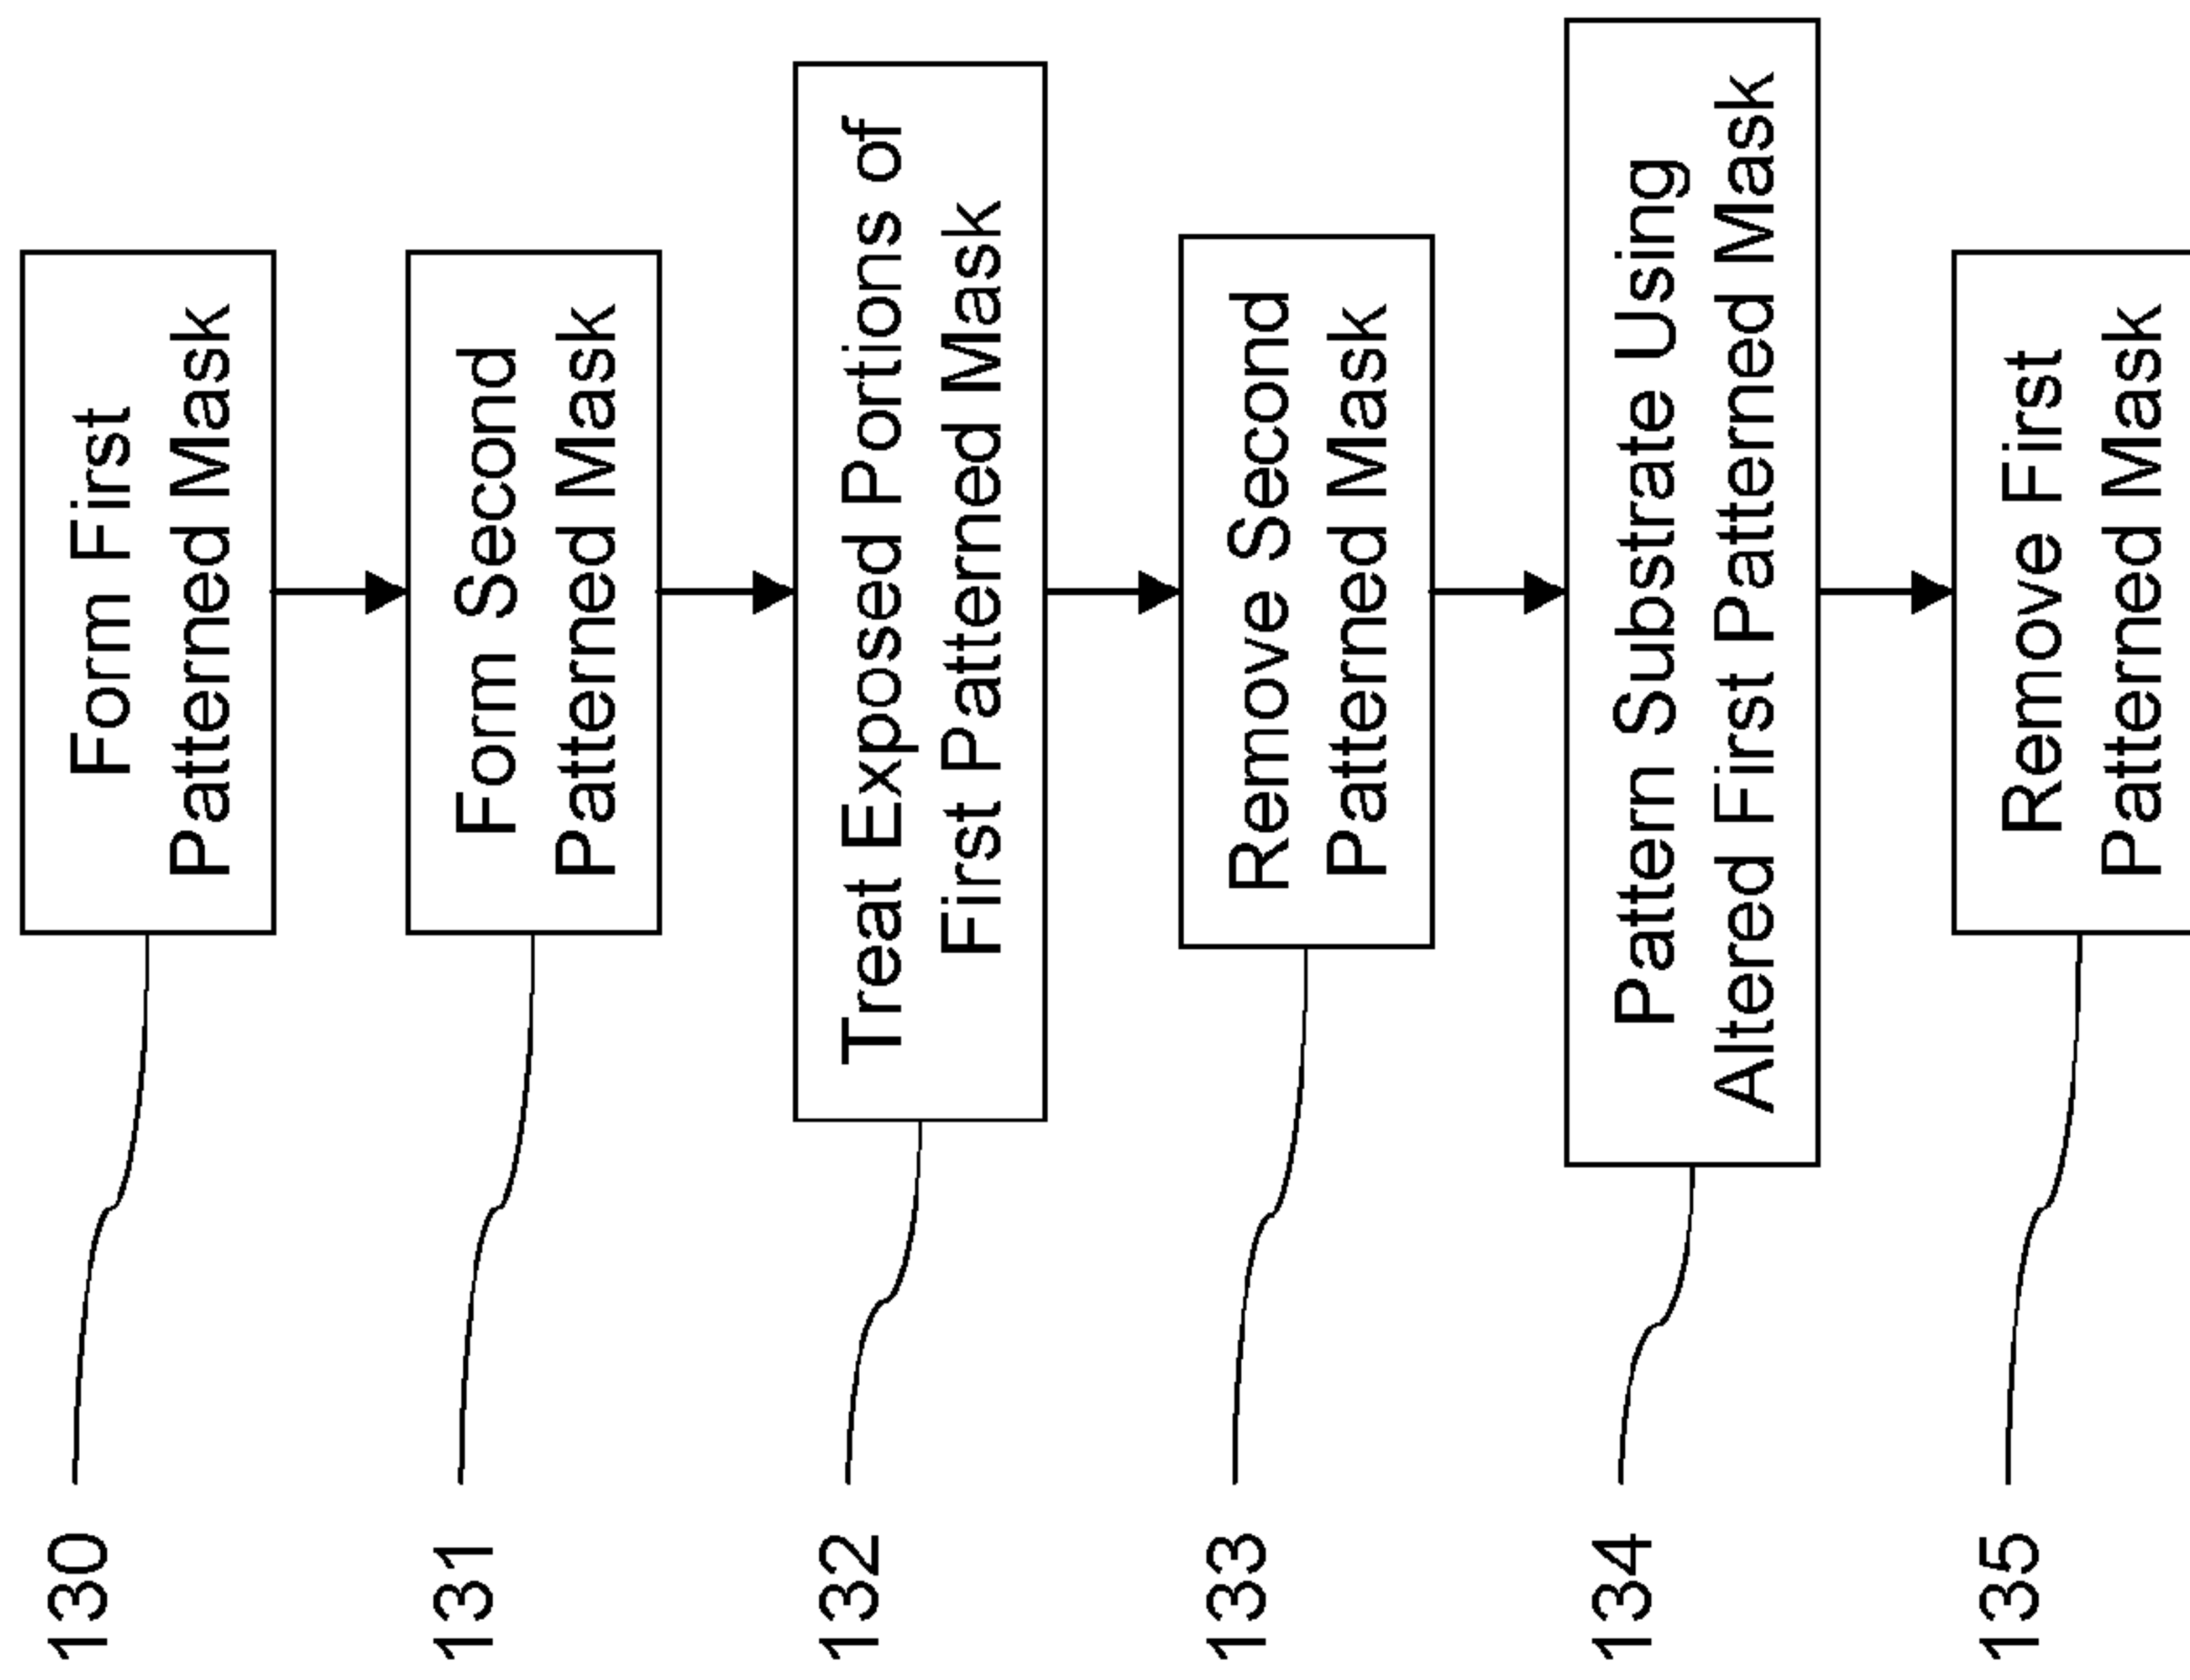 130
Form First
Patterned Mask
131
Form Second
Patterned Mask
132
Treat Exposed Portions of
First Patterned Mask
133
Remove Second
Patterned Mask
134
Pattern Substrate Using
Altered First Patterned Mask
135
Remove First
Patterned Mask